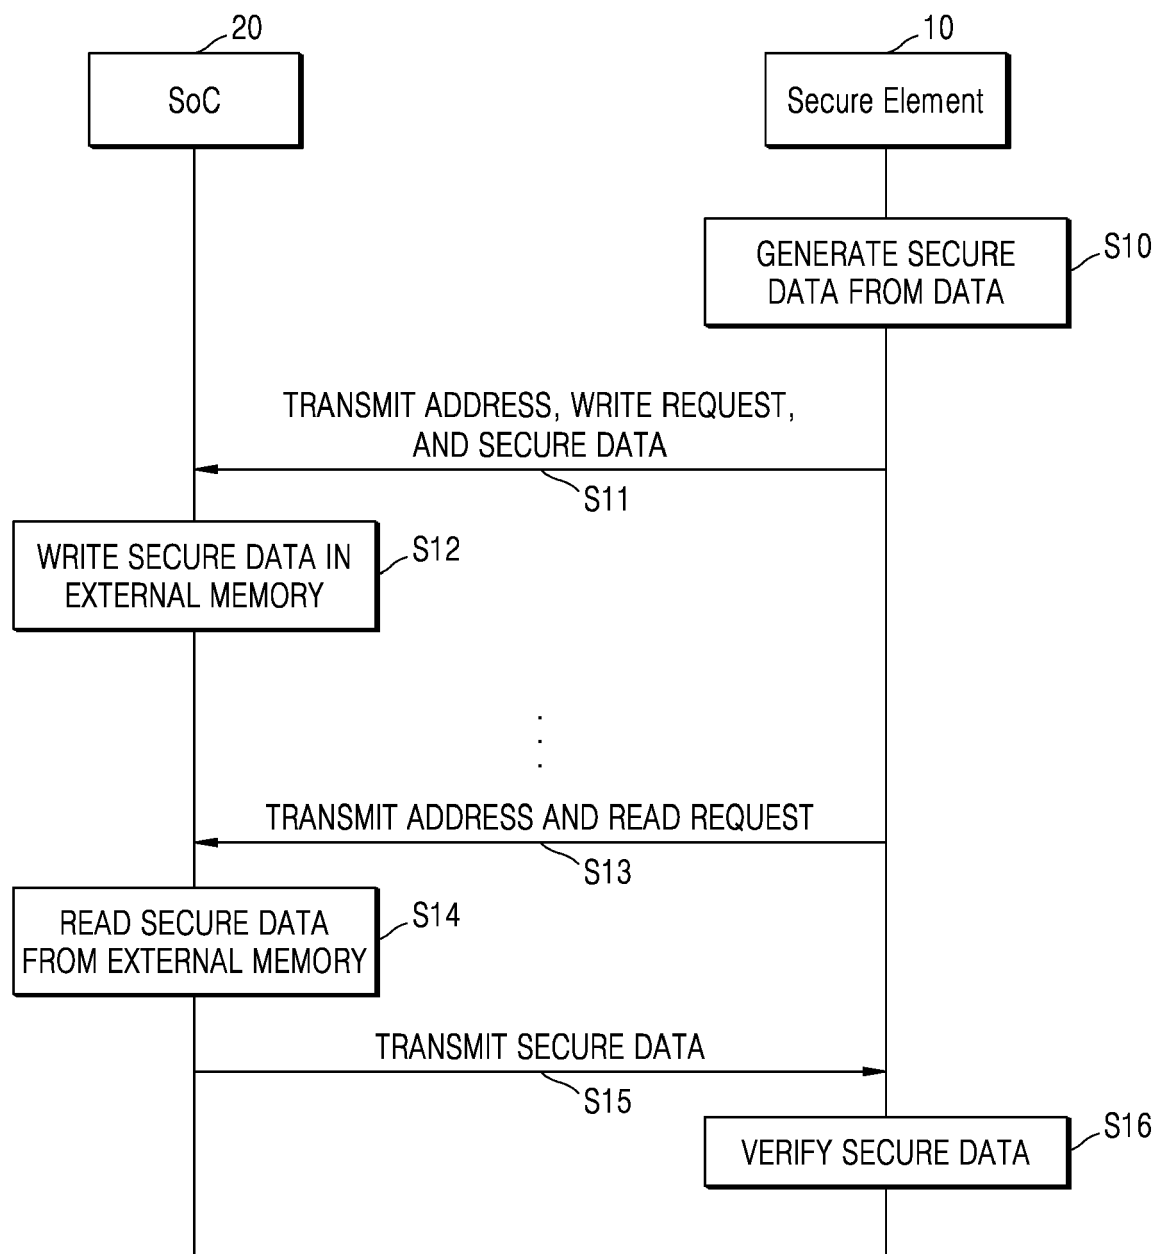 20
10
SoC
Secure Element
GENERATE SECURE
DATA FROM DATA
S10
TRANSMIT ADDRESS, WRITE REQUEST,
AND SECURE DATA
S11
WRITE SECURE DATA IN
EXTERNAL MEMORY
S12
TRANSMIT ADDRESS AND READ REQUEST
S13
READ SECURE DATA
FROM EXTERNAL MEMORY
S14
TRANSMIT SECURE DATA
S15
VERIFY SECURE DATA
S16